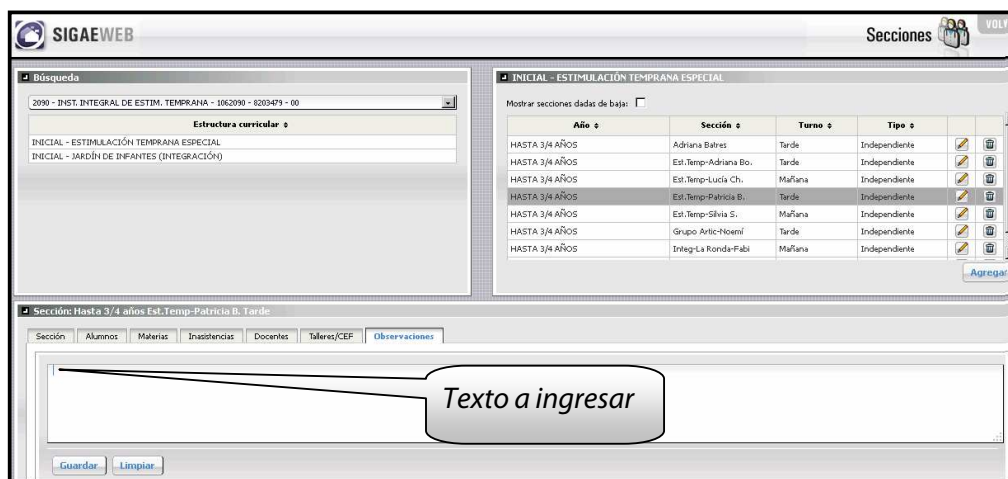 SIGAEWEB
Secciones
VOLV
Búsqueda
2090 - INST. INTEGRAL DE ESTIM. TEMPRANA - 1062090 - 8203479 - 00
Estructura curricular
INICIAL - ESTIMULACIÓN TEMPRANA ESPECIAL
INICIAL - JARDÍN DE INFANTES (INTEGRACIÓN)
INICIAL - ESTIMULACIÓN TEMPRANA ESPECIAL
Mostrar secciones dadas de baja:
Año Sección Turno Tipo
HASTA 3/4 AÑOS Adriana Batres Tarde Independiente
HASTA 3/4 AÑOS Est.Temp-Adriana Bo. Tarde Independiente
HASTA 3/4 AÑOS Est.Temp-Lucía Ch. Mañana Independiente
HASTA 3/4 AÑOS Est.Temp-Patricia B. Tarde Independiente
HASTA 3/4 AÑOS Est.Temp-Silvia S. Mañana Independiente
HASTA 3/4 AÑOS Grupo Artic-Noemí Tarde Independiente
HASTA 3/4 AÑOS Integ-La Ronda-Fabi Mañana Independiente
Agregar
Sección: Hasta 3/4 años Est.Temp-Patricia B. Tarde
Sección Alumnos Materias Inasistencias Docentes Talleres/CEF Observaciones
Texto a ingresar
Guardar Limpiar